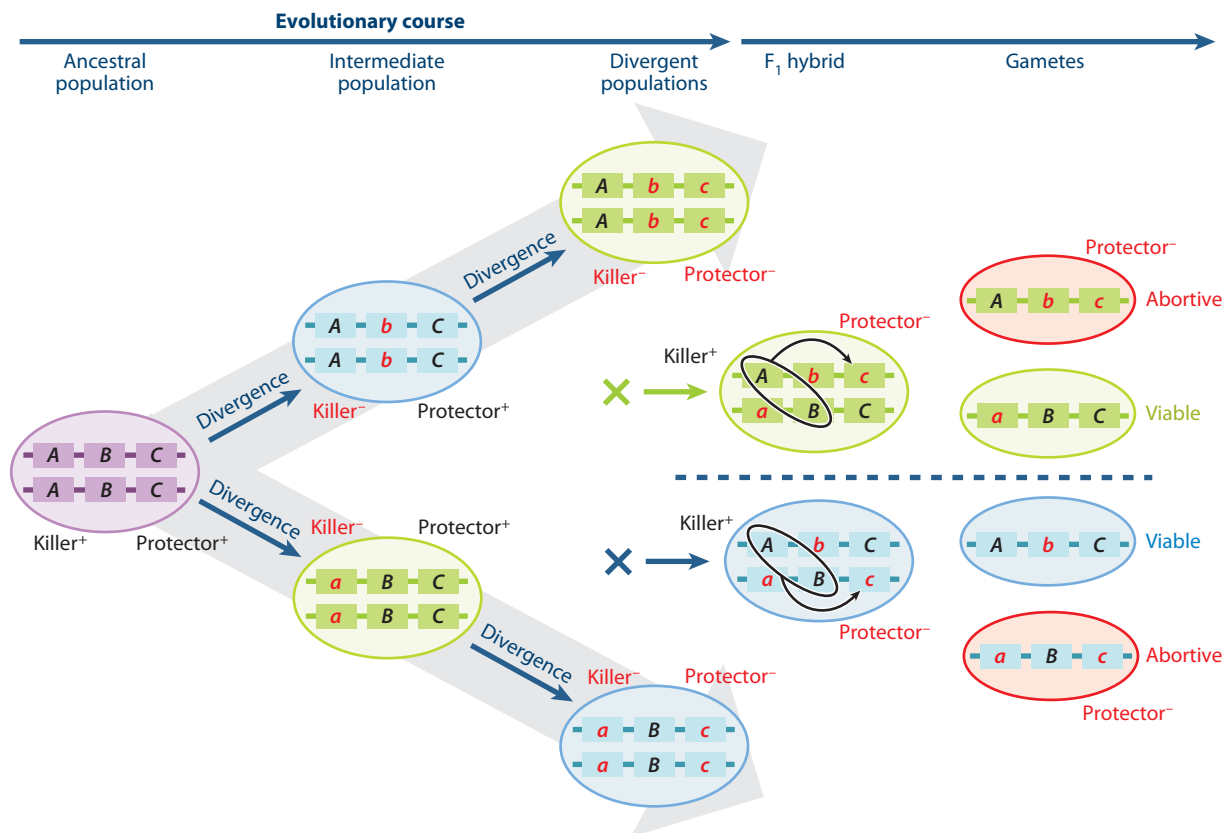 Evolutionary course
Ancestral
population
Intermediate
population
Divergent
populations
F₁ hybrid
Gametes
A b c
A b c
Killer⁻ Protector⁻
Divergence
A b C
A b C
Killer⁻ Protector⁺
Divergence
A B C
A B C
Killer⁺ Protector⁺
Divergence
Killer⁻ Protector⁺
a B C
a B C
Divergence
Killer⁻ Protector⁻
a B c
a B c
Protector⁻
Killer⁺
A b c
a B C
Protector⁻
A b c
Abortive
a B C
Viable
Killer⁺
A b C
a B c
Protector⁻
A b C
Viable
a B c
Abortive
Protector⁻